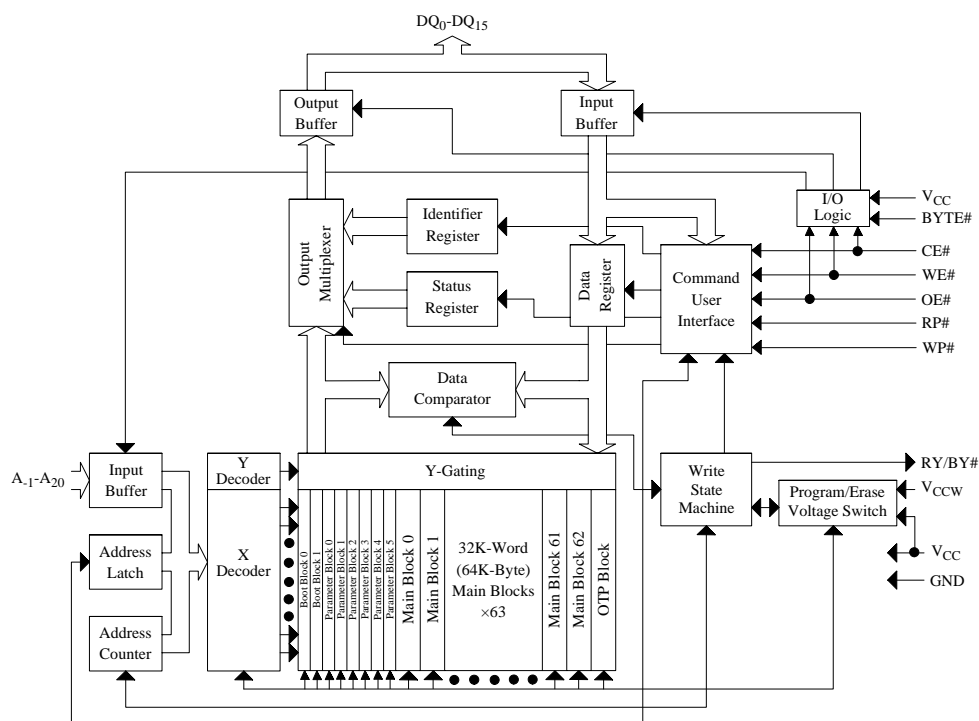 DQ0-DQ15
Output
Buffer
Input
Buffer
I/O
Logic
VCC
BYTE#
CE#
WE#
OE#
RP#
WP#
Output
Multiplexer
Identifier
Register
Status
Register
Data
Register
Command
User
Interface
Data
Comparator
A-1-A20
Input
Buffer
Y
Decoder
Y-Gating
Write
State
Machine
RY/BY#
Program/Erase
Voltage Switch
VCCW
VCC
GND
Address
Latch
X
Decoder
Address
Counter
Boot Block 0
Boot Block 1
Parameter Block 0
Parameter Block 1
Parameter Block 2
Parameter Block 3
Parameter Block 4
Parameter Block 5
Main Block 0
Main Block 1
32K-Word
(64K-Byte)
Main Blocks
×63
Main Block 61
Main Block 62
OTP Block